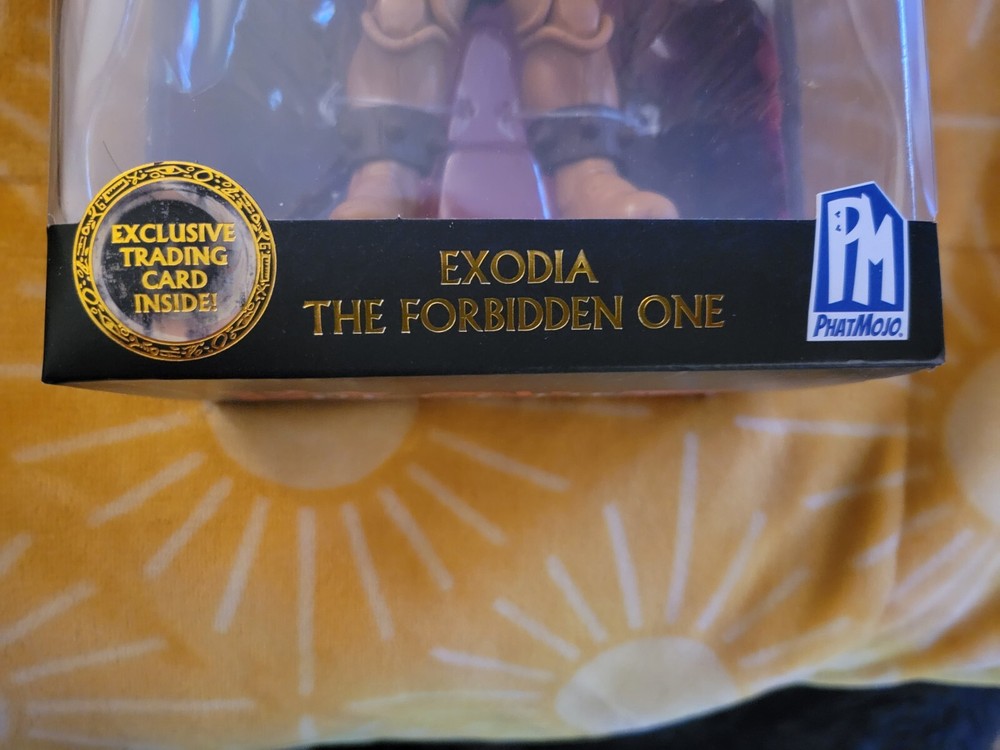 EXCLUSIVE
TRADING
CARD
INSIDE!
EXODIA
THE FORBIDDEN ONE
PM
PHATMOJO.